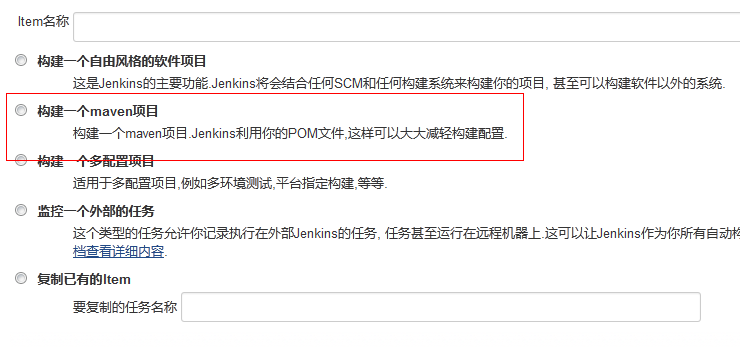 Item名称
构建一个自由风格的软件项目
这是Jenkins的主要功能.Jenkins将会结合任何SCM和任何构建系统来构建你的项目, 甚至可以构建软件以外的系统.
构建一个maven项目
构建一个maven项目.Jenkins利用你的POM文件,这样可以大大减轻构建配置.
构建一个多配置项目
适用于多配置项目,例如多环境测试,平台指定构建,等等.
监控一个外部的任务
这个类型的任务允许你记录执行在外部Jenkins的任务, 任务甚至运行在远程机器上.这可以让Jenkins作为你所有自动
档查看详细内容.
复制已有的Item
要复制的任务名称